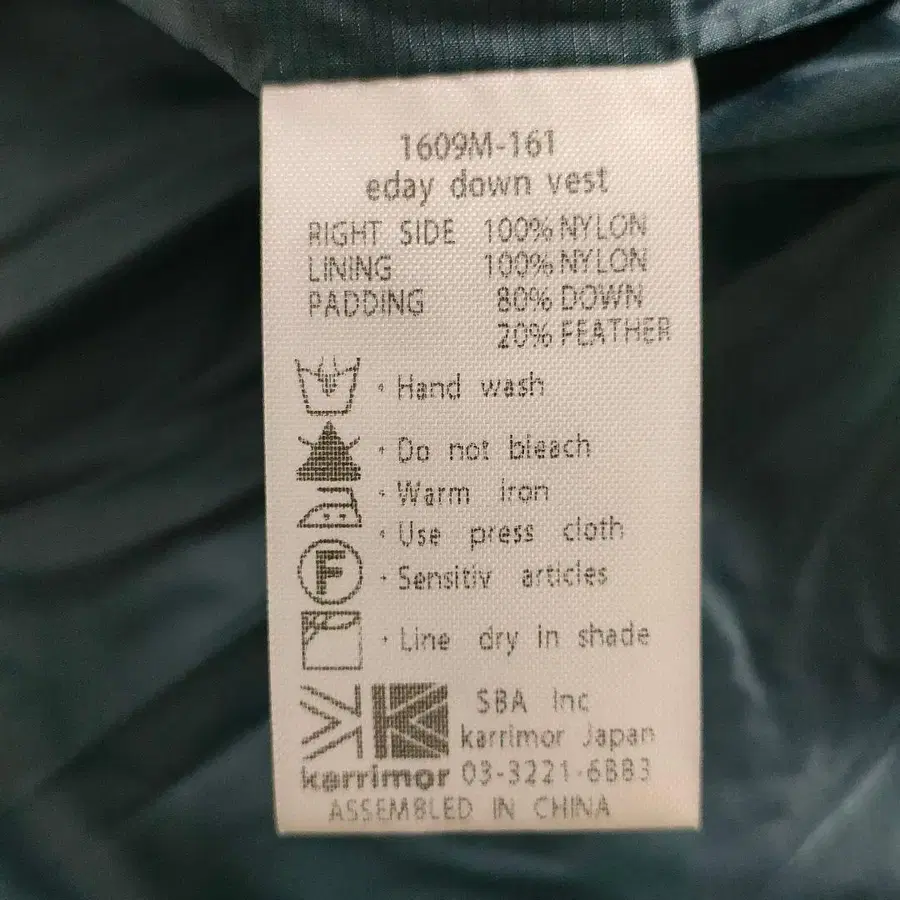 1609M-161
eday down vest
RIGHT SIDE 100% NYLON
LINING 100% NYLON
PADDING 80% DOWN
20% FEATHER
· Hand wash
· Do not bleach
· Warm iron
· Use press cloth
F · Sensitiv articles
· Line dry in shade
SBA Inc
karrimor Japan
karrimor 03-3221-6883
ASSEMBLED IN CHINA